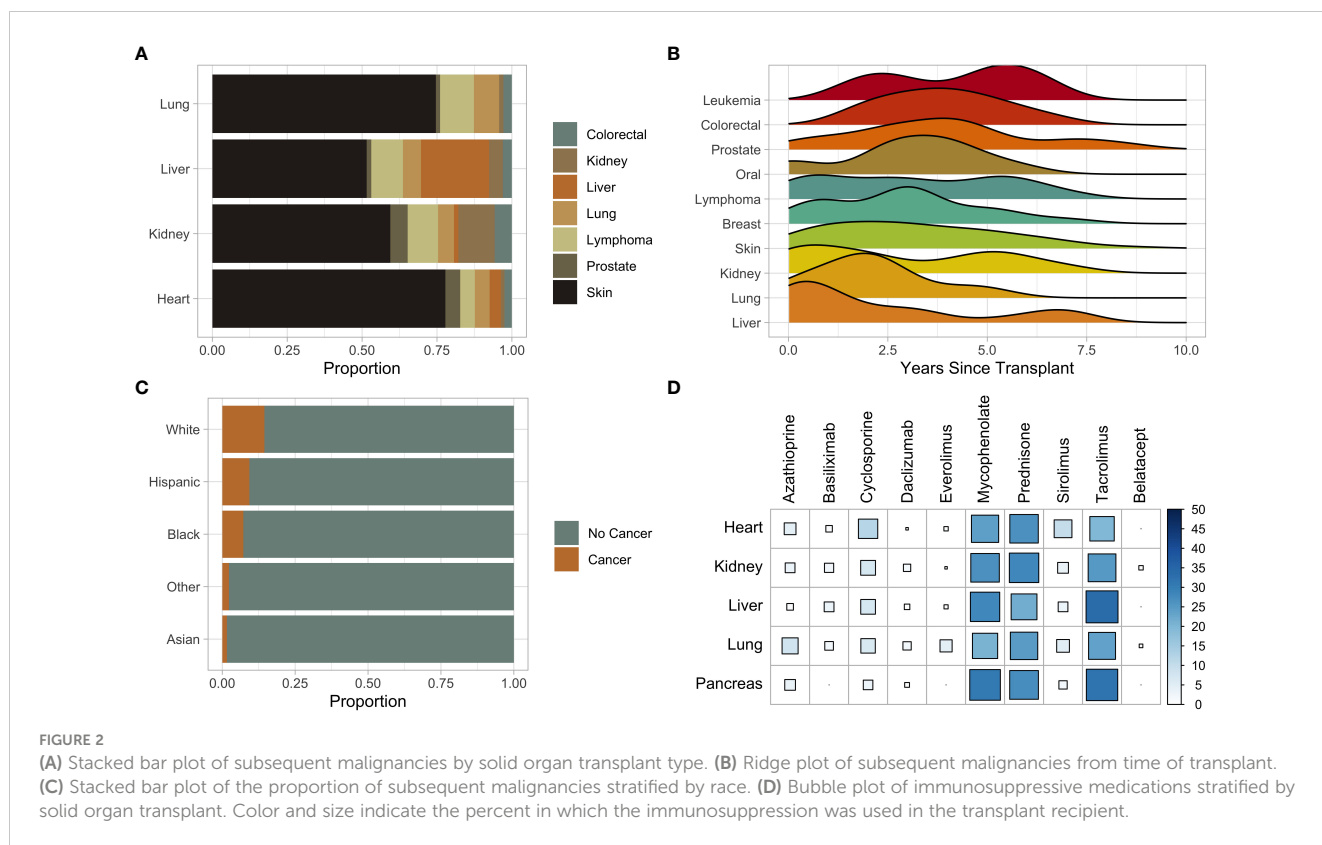 A
Lung
Liver
Kidney
Heart
0.00 0.25 0.50 0.75 1.00
Proportion
Colorectal
Kidney
Liver
Lung
Lymphoma
Prostate
Skin
B
Leukemia
Colorectal
Prostate
Oral
Lymphoma
Breast
Skin
Kidney
Lung
Liver
0.0 2.5 5.0 7.5 10.0
Years Since Transplant
C
White
Hispanic
Black
Other
Asian
0.00 0.25 0.50 0.75 1.00
Proportion
No Cancer
Cancer
D
Azathioprine
Basiliximab
Cyclosporine
Daclizumab
Everolimus
Mycophenolate
Prednisone
Sirolimus
Tacrolimus
Belatacept
Heart
Kidney
Liver
Lung
Pancreas
50
45
40
35
30
25
20
15
10
5
0
FIGURE 2
(A) Stacked bar plot of subsequent malignancies by solid organ transplant type. (B) Ridge plot of subsequent malignancies from time of transplant.
(C) Stacked bar plot of the proportion of subsequent malignancies stratified by race. (D) Bubble plot of immunosuppressive medications stratified by
solid organ transplant. Color and size indicate the percent in which the immunosuppression was used in the transplant recipient.